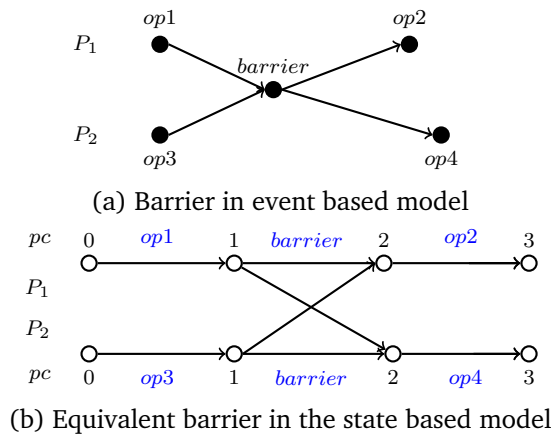 op1 op2
P1 barrier
P2
op3 op4
(a) Barrier in event based model
pc 0 op1 1 barrier 2 op2 3
P1
P2
pc 0 op3 1 barrier 2 op4 3
(b) Equivalent barrier in the state based model